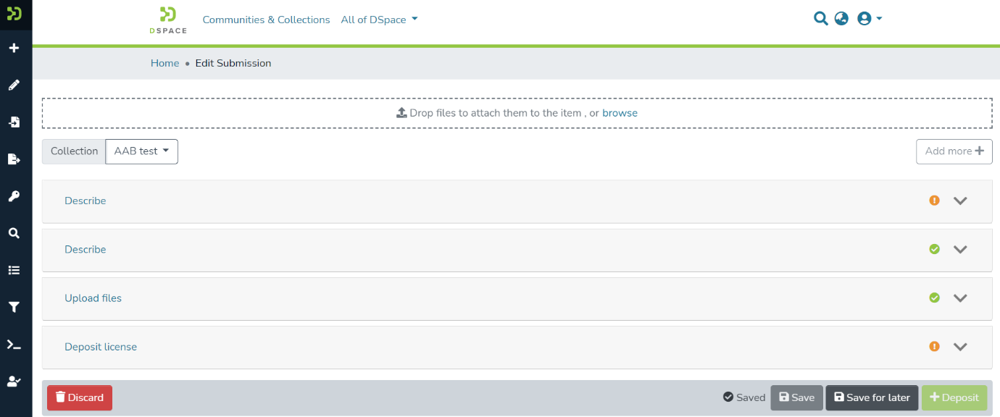 DSPACE
Communities & Collections All of DSpace
Home • Edit Submission
Drop files to attach them to the item , or browse
Collection AAB test
Add more
Describe
Describe
Upload files
Deposit license
Discard
Saved Save Save for later Deposit